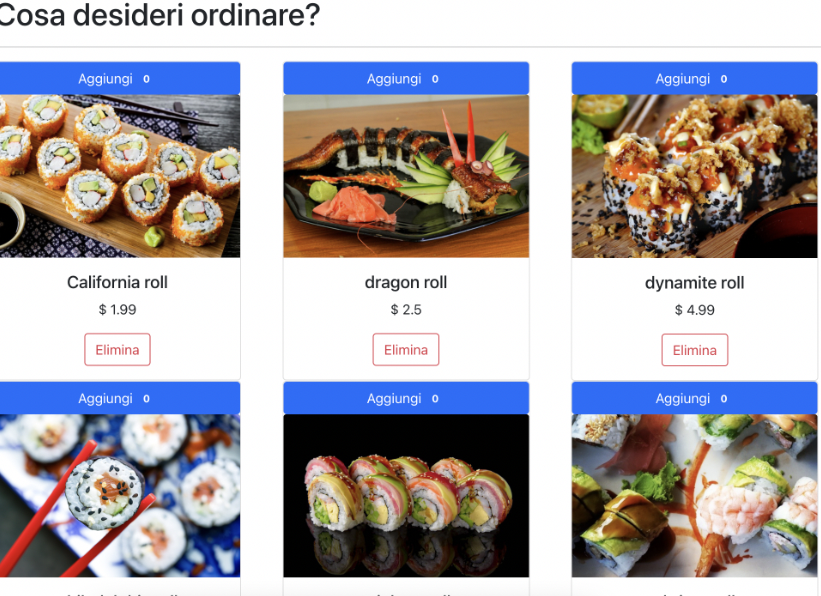 Cosa desideri ordinare?
Aggiungi 0
Aggiungi 0
Aggiungi 0
California roll
dragon roll
dynamite roll
$ 1.99
$ 2.5
$ 4.99
Elimina
Elimina
Elimina
Aggiungi 0
Aggiungi 0
Aggiungi 0